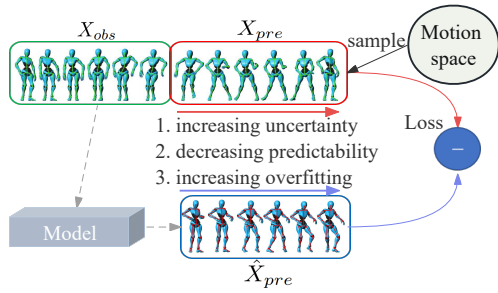 X_obs
X_pre
sample
Motion
space
1. increasing uncertainty
2. decreasing predictability
3. increasing overfitting
Loss
−
Model
X̂_pre